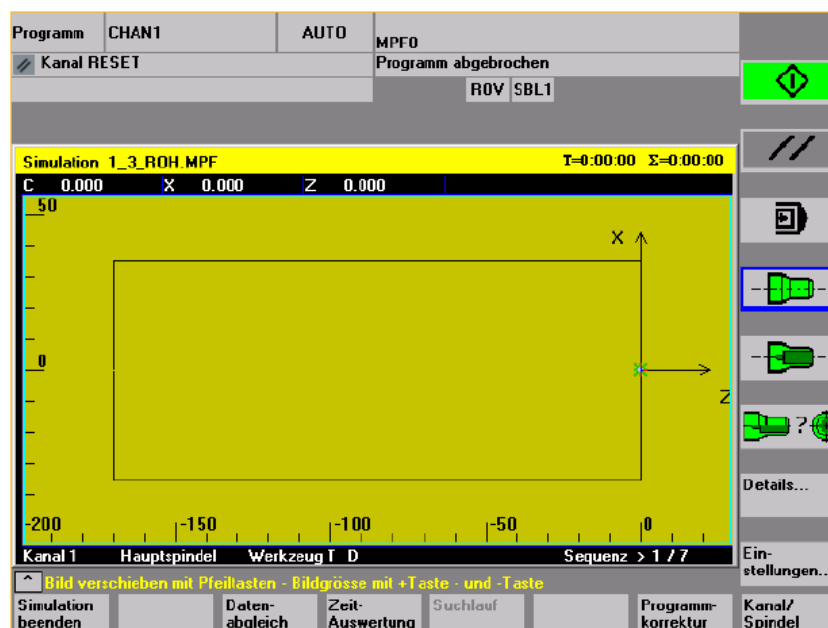 Programm CHAN1 AUTO MPF0
Kanal RESET Programm abgebrochen
ROV SBL1
Simulation 1_3_ROH.MPF T=0:00:00 Σ=0:00:00
C 0.000 X 0.000 Z 0.000
50
X
0
Z
-200 -150 -100 -50 0
Kanal 1 Hauptspindel Werkzeug T D Sequenz > 1 / 7
^ Bild verschieben mit Pfeiltasten - Bildgrösse mit +Taste - und -Taste
?
Details...
Ein-
stellungen..
Simulation
beenden
Daten-
abgleich
Zeit-
Auswertung
Suchlauf
Programm-
korrektur
Kanal/
Spindel